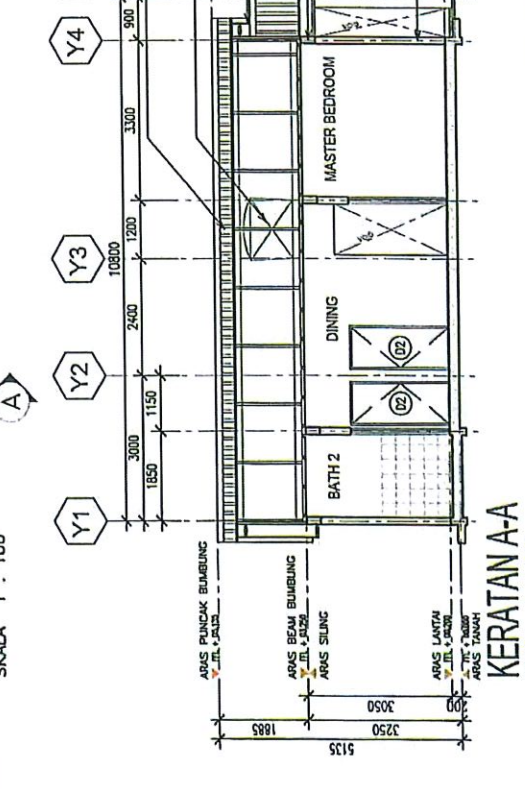 A
SKALA 1 : 100
Y1
Y2
Y3
Y4
10800
3000
2400
1200
3300
900
1850
1150
BATH 2
DINING
MASTER BEDROOM
D2
D2
ARAS PUNCAK BUMBUNG
ARAS BEAM BUMBUNG
ARAS SILING
ARAS LANTAI
ARAS TANAH
1885
3050
3250
5135
KERATAN A-A